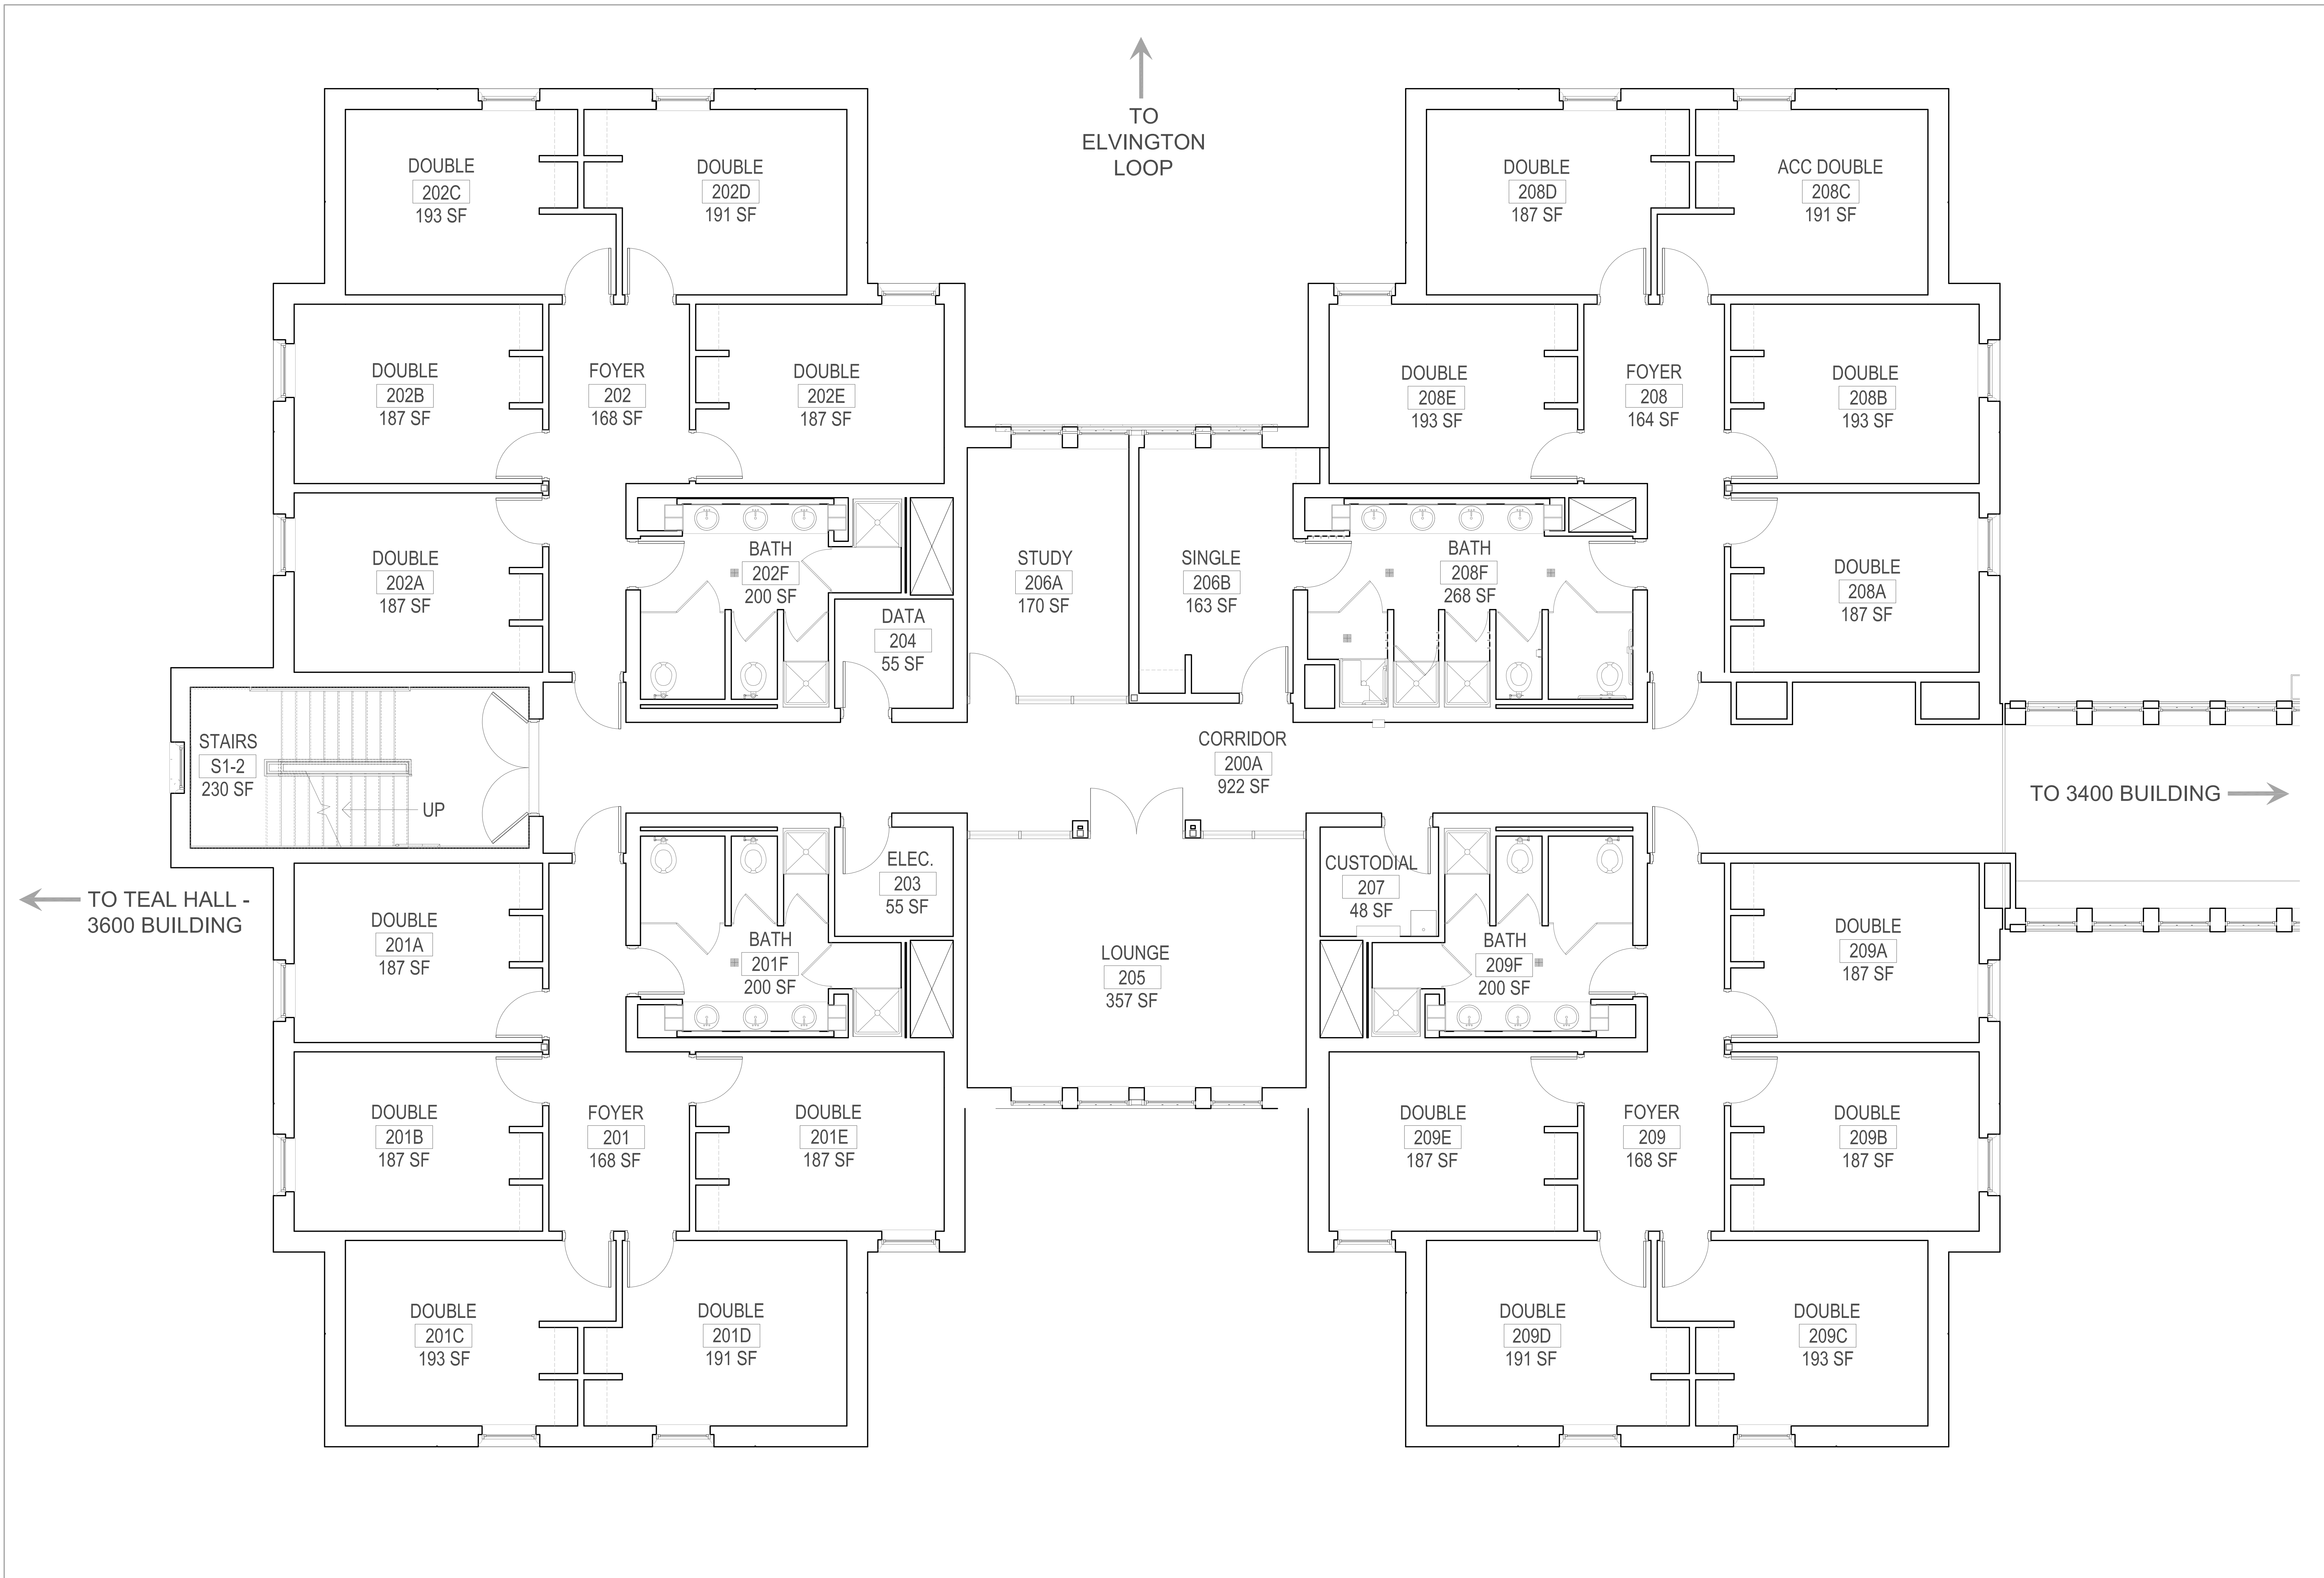 TO
ELVINGTON
LOOP
DOUBLE
202C
193 SF
DOUBLE
202D
191 SF
DOUBLE
208D
187 SF
ACC DOUBLE
208C
191 SF
DOUBLE
202B
187 SF
FOYER
202
168 SF
DOUBLE
202E
187 SF
DOUBLE
208E
193 SF
FOYER
208
164 SF
DOUBLE
208B
193 SF
DOUBLE
202A
187 SF
BATH
202F
200 SF
DATA
204
55 SF
STUDY
206A
170 SF
SINGLE
206B
163 SF
BATH
208F
268 SF
DOUBLE
208A
187 SF
STAIRS
S1-2
230 SF
UP
CORRIDOR
200A
922 SF
TO 3400 BUILDING
TO TEAL HALL -
3600 BUILDING
DOUBLE
201A
187 SF
BATH
201F
200 SF
ELEC.
203
55 SF
LOUNGE
205
357 SF
CUSTODIAL
207
48 SF
BATH
209F
200 SF
DOUBLE
209A
187 SF
DOUBLE
201B
187 SF
FOYER
201
168 SF
DOUBLE
201E
187 SF
DOUBLE
209E
187 SF
FOYER
209
168 SF
DOUBLE
209B
187 SF
DOUBLE
201C
193 SF
DOUBLE
201D
191 SF
DOUBLE
209D
191 SF
DOUBLE
209C
193 SF